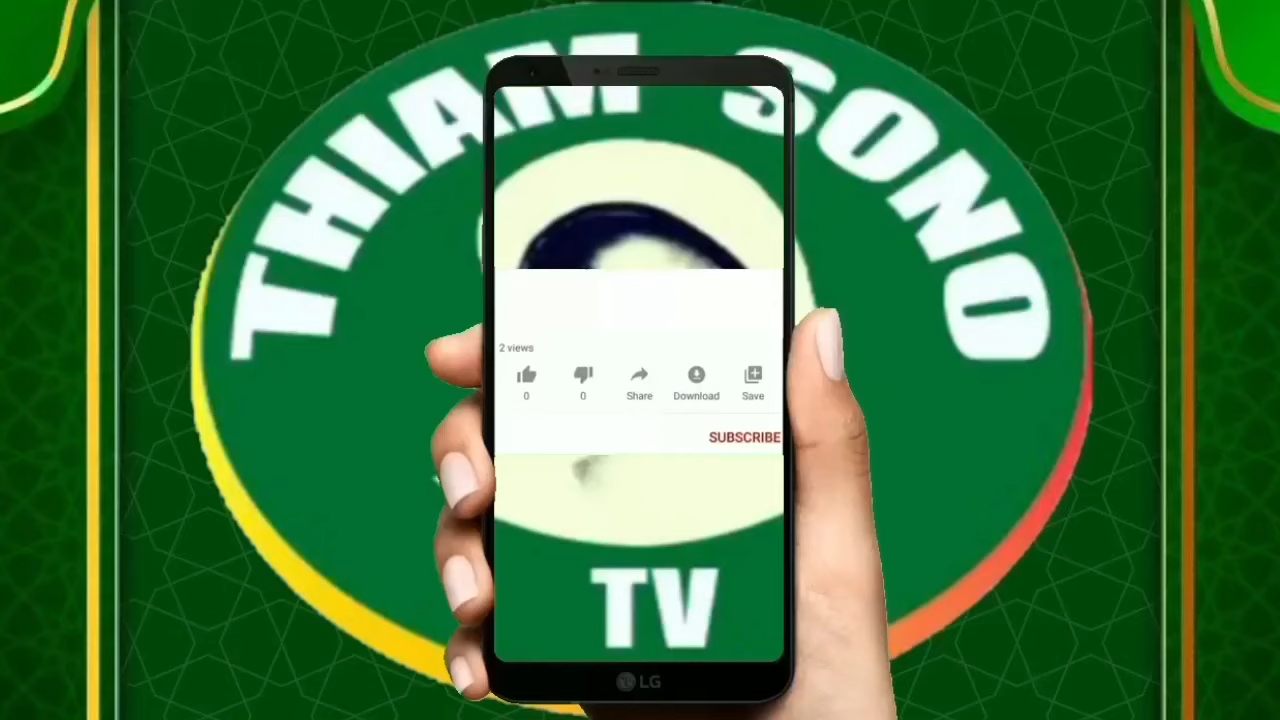 THIAM SONO
2 views
0
0
Share
Download
Save
SUBSCRIBE
TV
LG